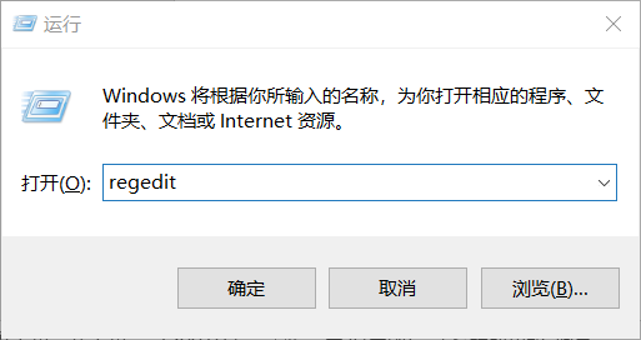 运行
Windows 将根据你所输入的名称，为你打开相应的程序、文
件夹、文档或 Internet 资源。
打开(O): regedit
确定 取消 浏览(B)...